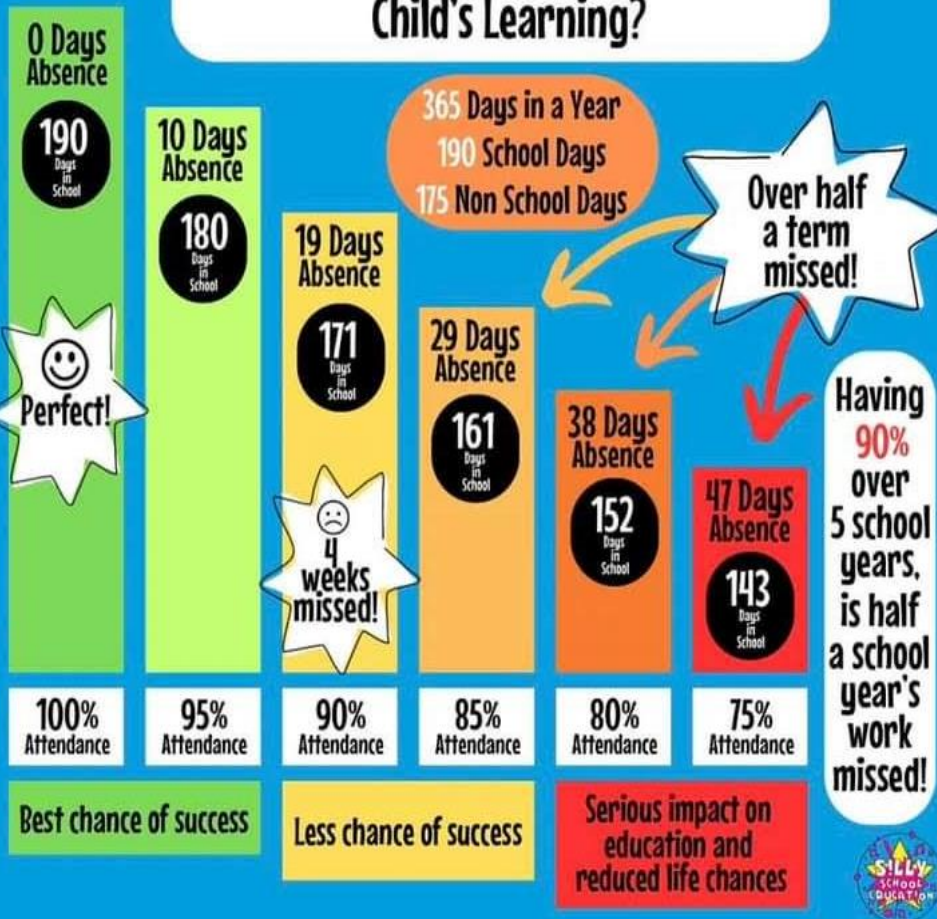 Child's Learning?
0 Days
Absence
190
Days
in
School
Perfect!
100%
Attendance
10 Days
Absence
180
Days
in
School
95%
Attendance
Best chance of success
365 Days in a Year
190 School Days
175 Non School Days
19 Days
Absence
171
Days
in
School
4
weeks
missed!
90%
Attendance
29 Days
Absence
161
Days
in
School
85%
Attendance
Less chance of success
Over half
a term
missed!
38 Days
Absence
152
Days
in
School
80%
Attendance
47 Days
Absence
143
Days
in
School
75%
Attendance
Serious impact on
education and
reduced life chances
Having
90%
over
5 school
years,
is half
a school
year's
work
missed!
SILLY
SCHOOL
EDUCATION